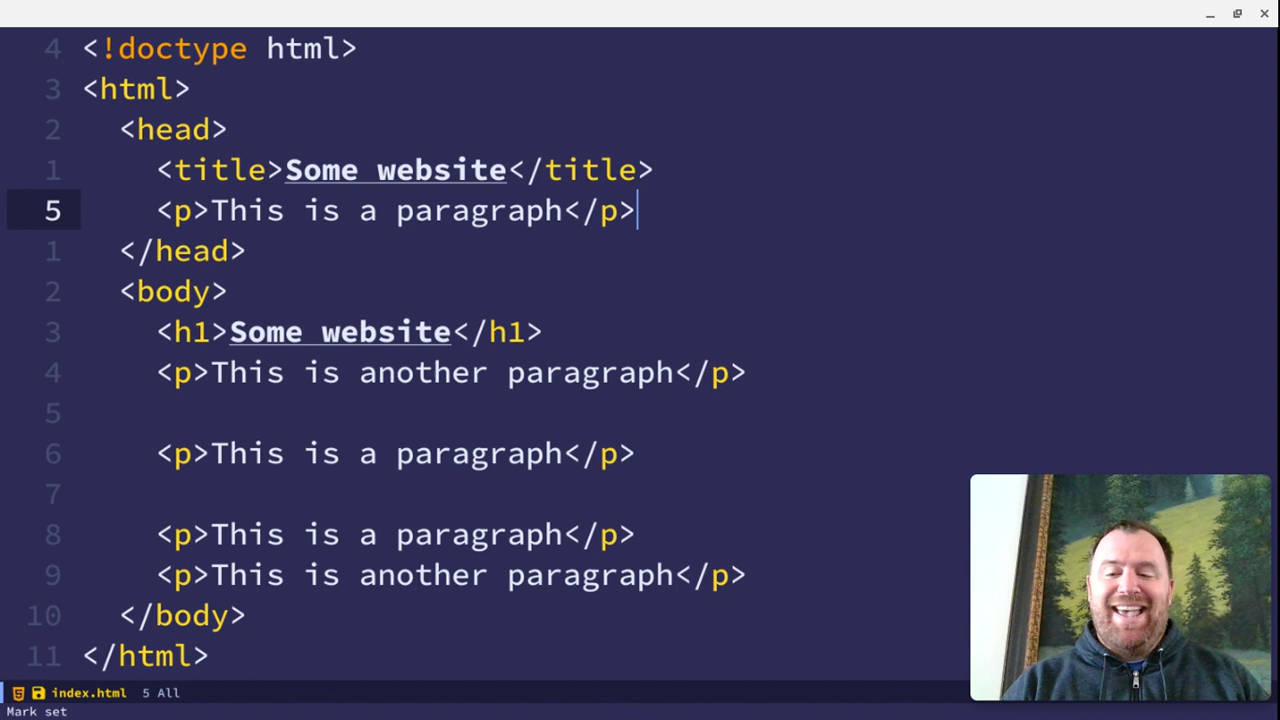 4 <!doctype html>
3 <html>
2 <head>
1 <title>Some website</title>
5 <p>This is a paragraph</p>
1 </head>
2 <body>
3 <h1>Some website</h1>
4 <p>This is another paragraph</p>
5
6 <p>This is a paragraph</p>
7
8 <p>This is a paragraph</p>
9 <p>This is another paragraph</p>
10 </body>
11 </html>
index.html 5 All
Mark set